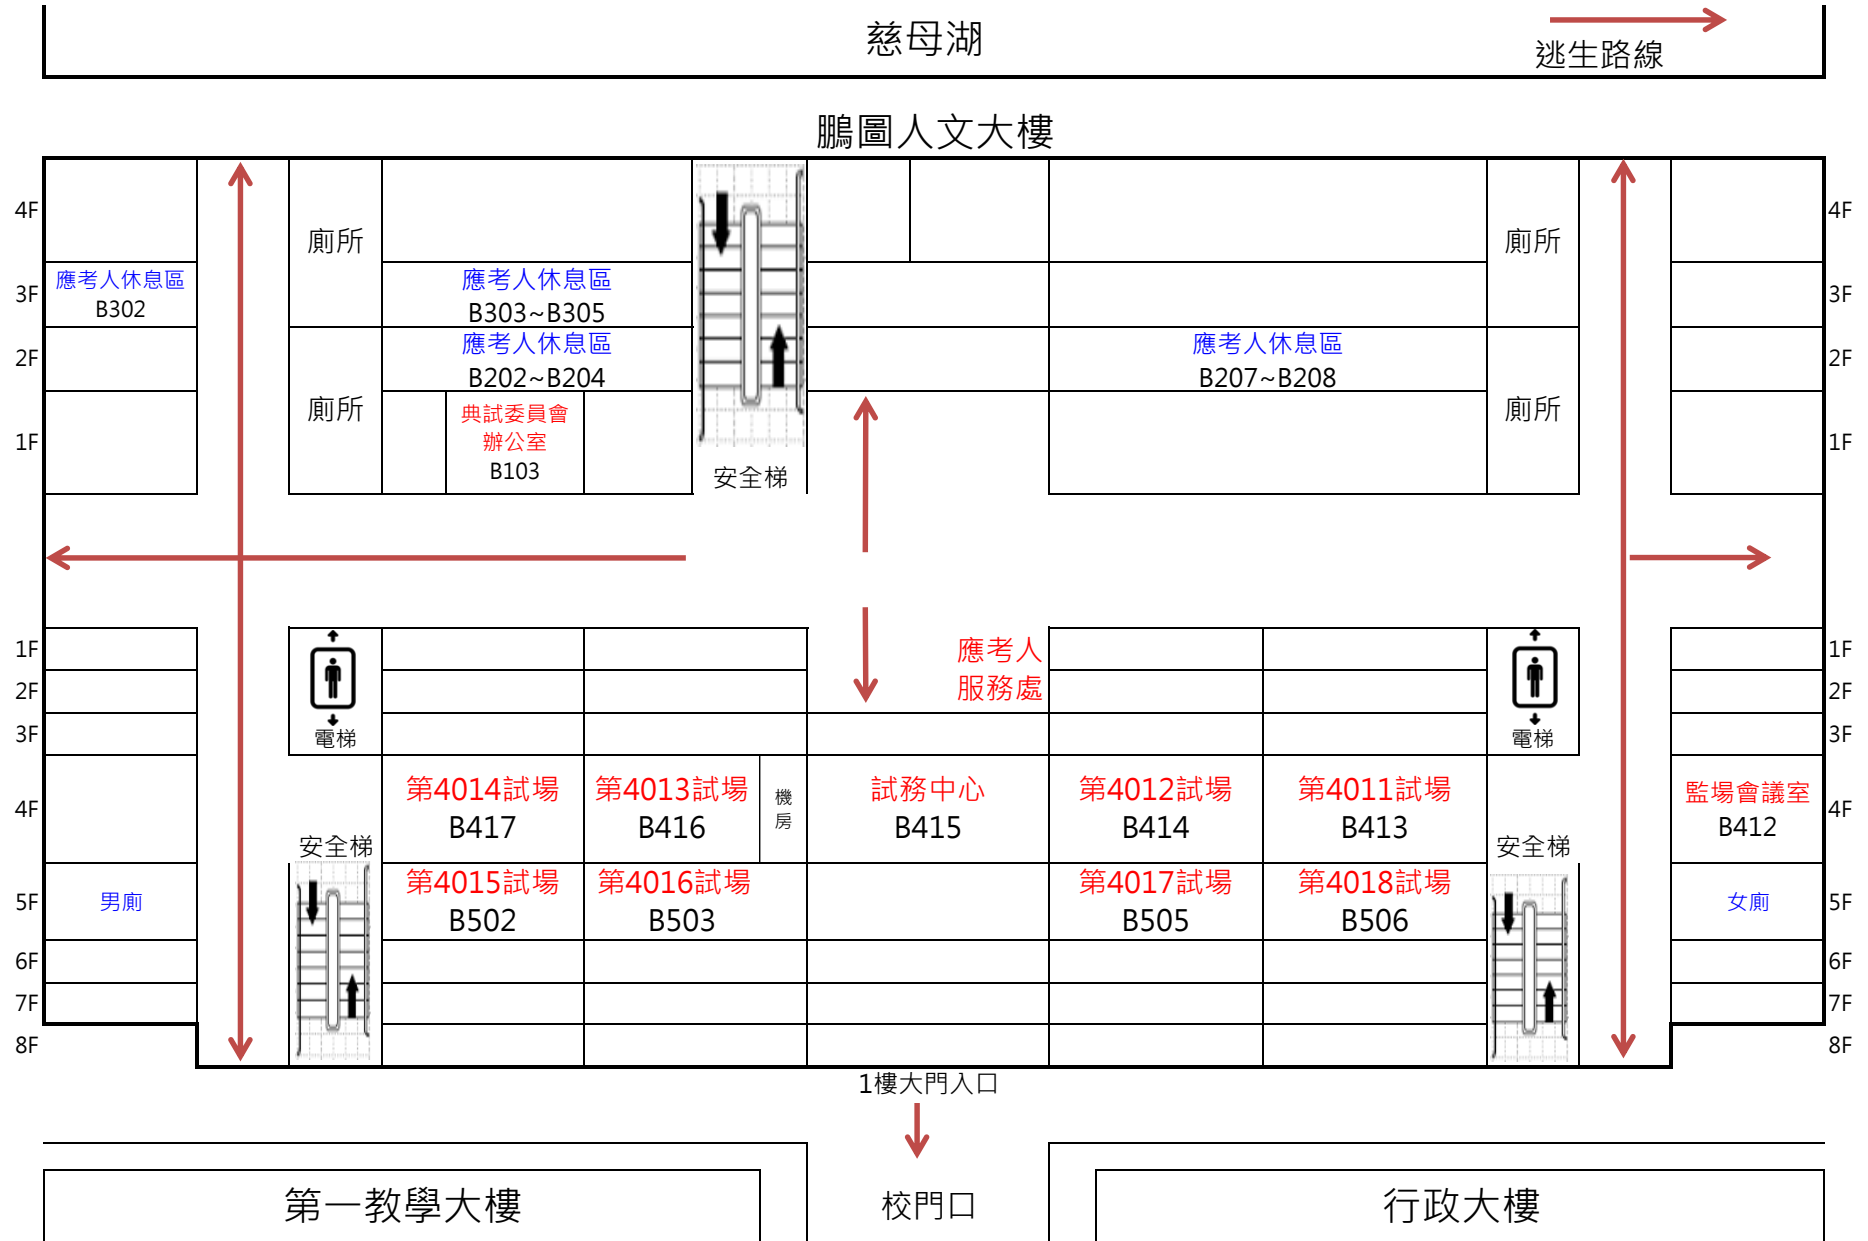 慈母湖
逃生路線
鵬圖人文大樓
4F
廁所
廁所
4F
3F
應考人休息區
B302
應考人休息區
B303~B305
3F
2F
應考人休息區
B202~B204
應考人休息區
B207~B208
2F
廁所
典試委員會
辦公室
B103
廁所
1F
1F
安全梯
1F
應考人
服務處
1F
2F
2F
3F
電梯
電梯
3F
4F
第4014試場
B417
第4013試場
B416
機
房
試務中心
B415
第4012試場
B414
第4011試場
B413
監場會議室
B412
4F
安全梯
安全梯
5F
男廁
第4015試場
B502
第4016試場
B503
第4017試場
B505
第4018試場
B506
女廁
5F
6F
6F
7F
7F
8F
8F
1樓大門入口
第一教學大樓
校門口
行政大樓